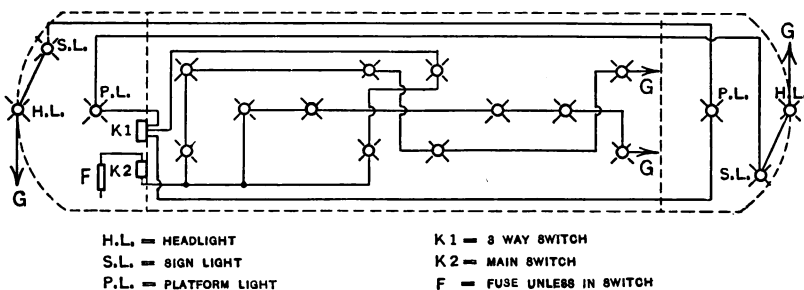 S.L.
G
P.L.
P.L.
G
H.L.
H.L.
K1
G
F
K2
S.L.
G
G
H.L. = HEADLIGHT
S.L. = SIGN LIGHT
P.L. = PLATFORM LIGHT
K1 = 3 WAY SWITCH
K2 = MAIN SWITCH
F = FUSE UNLESS IN SWITCH